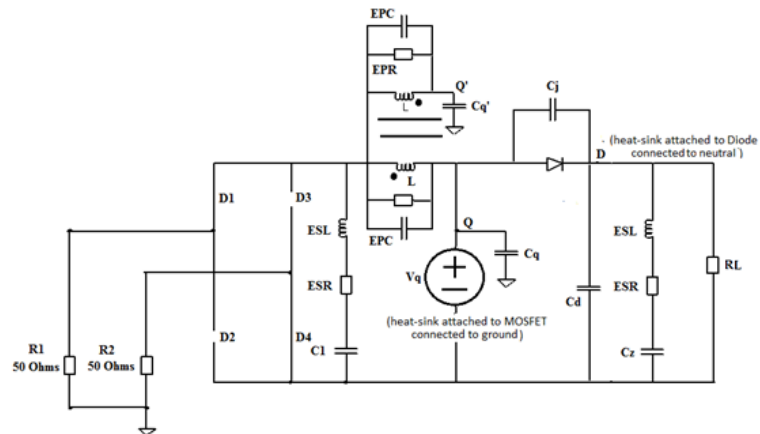 EPC
EPR
Q'
L
Cq'
Cj
D
(heat-sink attached to Diode
connected to neutral )
D1
D3
L
EPC
Q
Cq
ESL
ESR
C1
Vq
(heat-sink attached to MOSFET
connected to ground)
Cd
ESL
ESR
Cz
RL
D2
D4
R1
50 Ohms
R2
50 Ohms